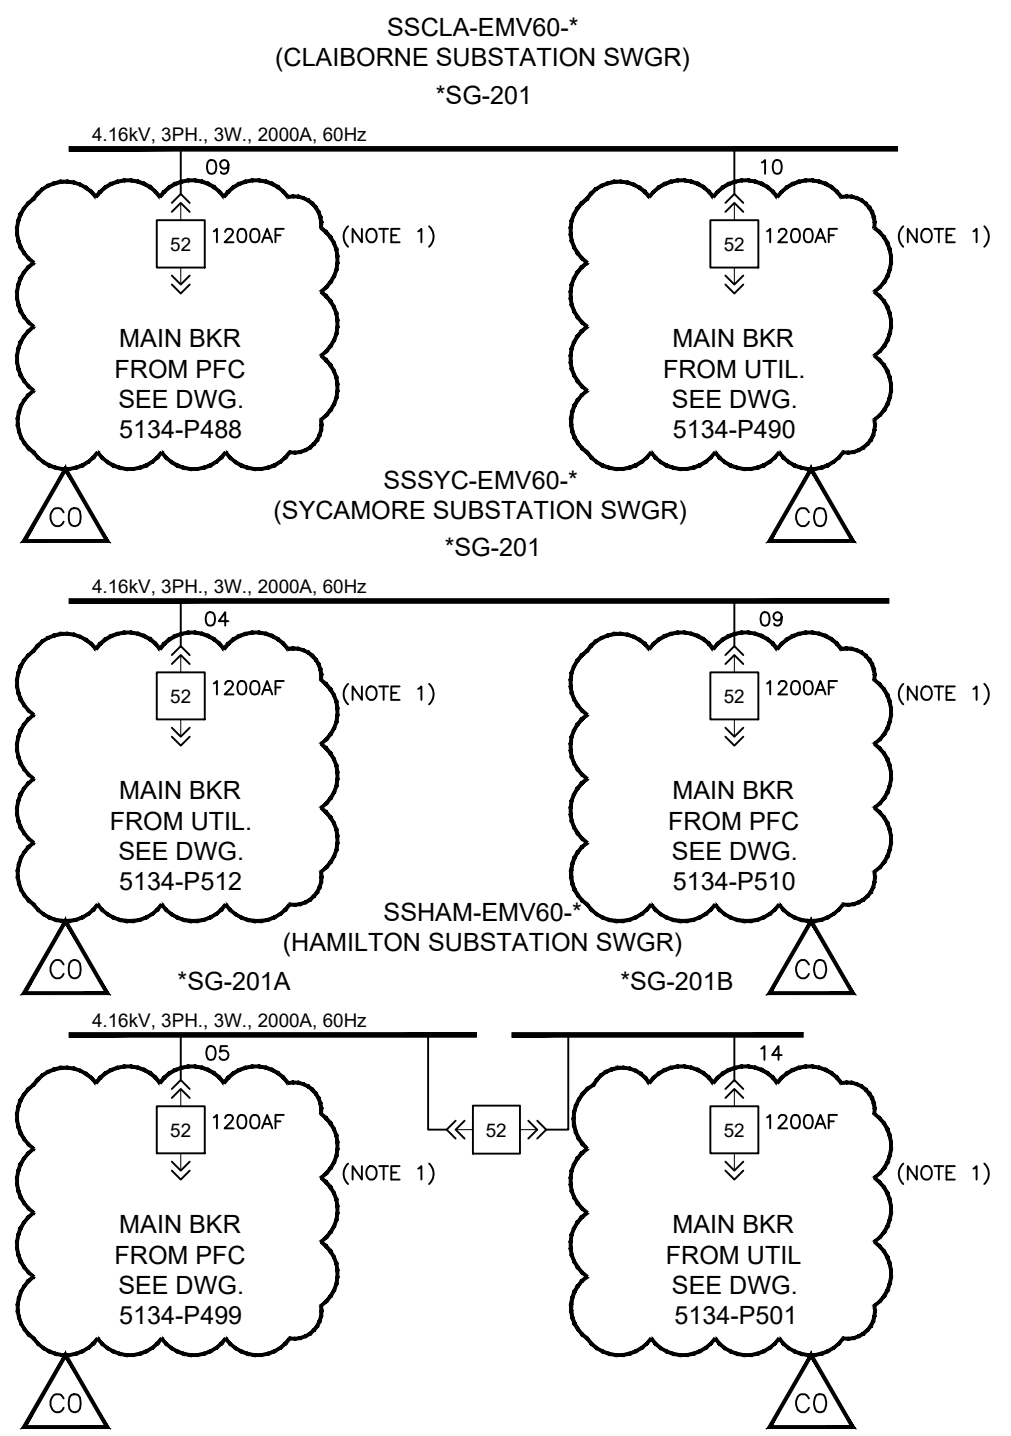 SSCLA-EMV60-*
(CLAIBORNE SUBSTATION SWGR)
*SG-201
4.16kV, 3PH., 3W., 2000A, 60Hz
09
10
52
1200AF
(NOTE 1)
52
1200AF
(NOTE 1)
MAIN BKR
FROM PFC
SEE DWG.
5134-P488
MAIN BKR
FROM UTIL.
SEE DWG.
5134-P490
CO
CO
SSSYC-EMV60-*
(SYCAMORE SUBSTATION SWGR)
*SG-201
4.16kV, 3PH., 3W., 2000A, 60Hz
04
09
52
1200AF
(NOTE 1)
52
1200AF
(NOTE 1)
MAIN BKR
FROM UTIL.
SEE DWG.
5134-P512
MAIN BKR
FROM PFC
SEE DWG.
5134-P510
CO
CO
SSHAM-EMV60-*
(HAMILTON SUBSTATION SWGR)
*SG-201A
*SG-201B
4.16kV, 3PH., 3W., 2000A, 60Hz
05
14
52
1200AF
(NOTE 1)
52
52
1200AF
(NOTE 1)
MAIN BKR
FROM PFC
SEE DWG.
5134-P499
MAIN BKR
FROM UTIL
SEE DWG.
5134-P501
CO
CO